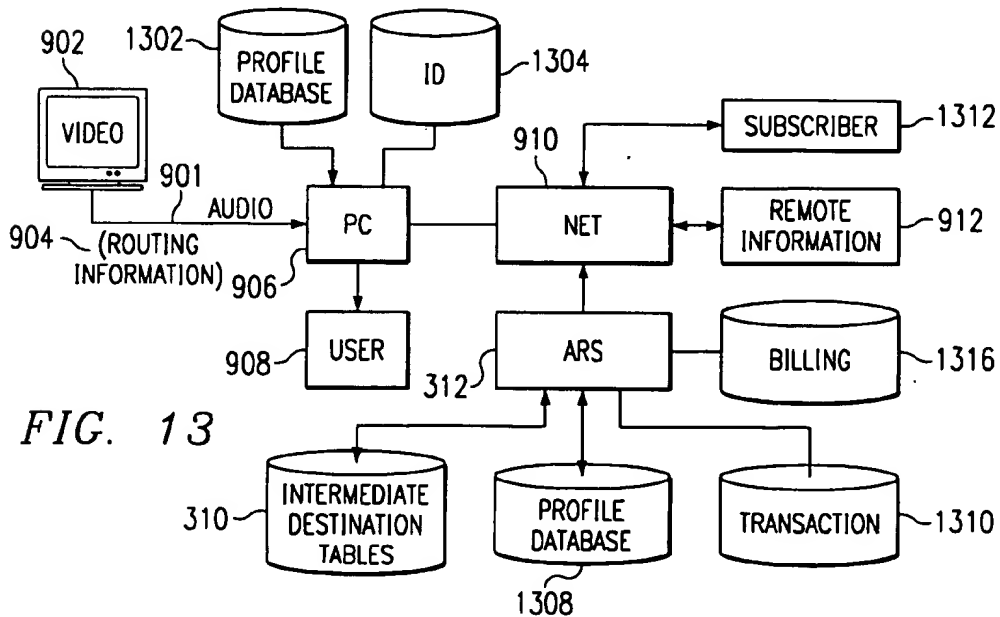 1302
902
PROFILE
DATABASE
ID
1304
VIDEO
910
SUBSCRIBER
1312
901
AUDIO
904
(ROUTING
INFORMATION)
PC
906
NET
REMOTE
INFORMATION
912
USER
908
ARS
312
BILLING
1316
FIG. 13
310
INTERMEDIATE
DESTINATION
TABLES
PROFILE
DATABASE
1308
TRANSACTION
1310